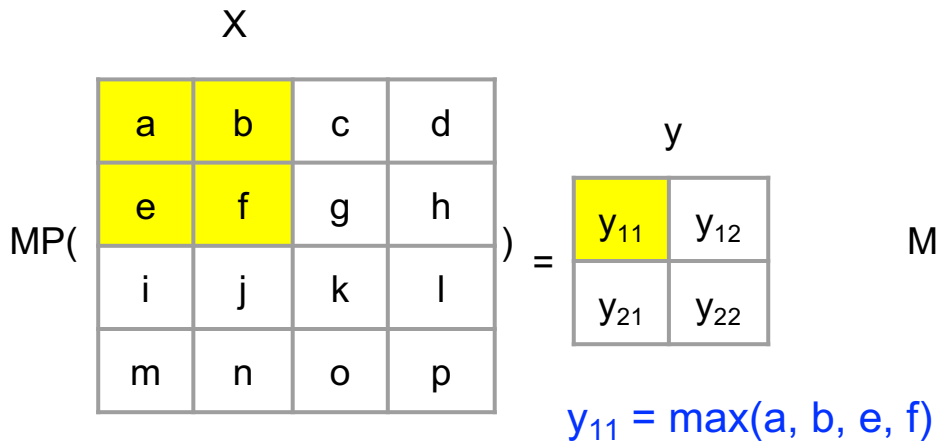 X
a b c d
y
e f g h
y₁₁ y₁₂
MP( ) = M
i j k l
y₂₁ y₂₂
m n o p
y₁₁ = max(a, b, e, f)